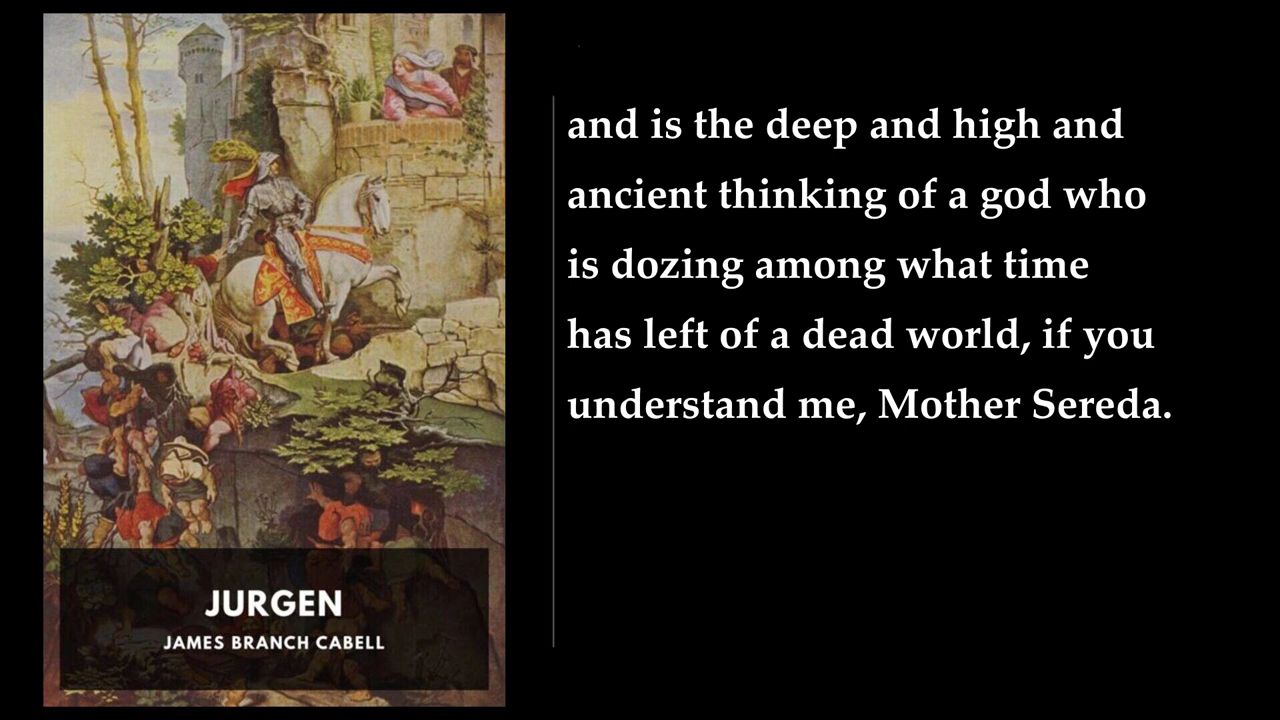 JURGEN
JAMES BRANCH CABELL
and is the deep and high and
ancient thinking of a god who
is dozing among what time
has left of a dead world, if you
understand me, Mother Sereda.